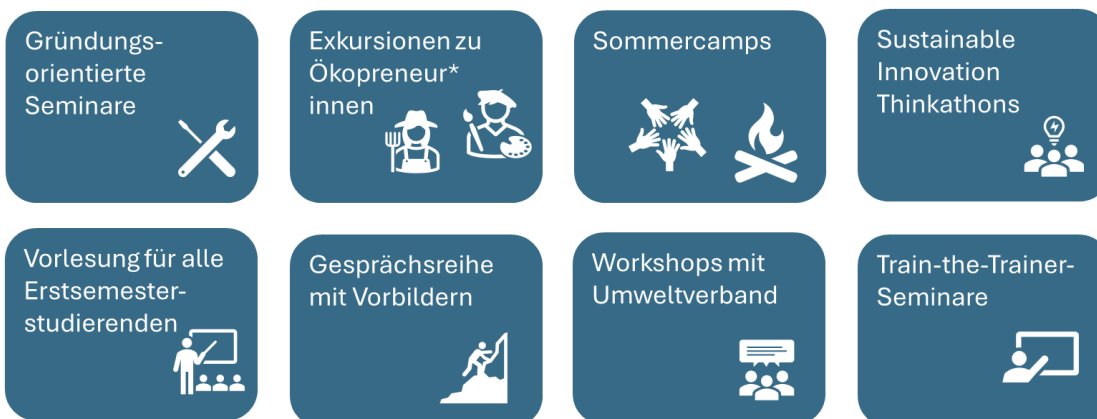 Gründungs-
orientierte
Seminare
Exkursionen zu
Ökopreneur*
innen
Sommercamps
Sustainable
Innovation
Thinkathons
Vorlesung für alle
Erstsemester-
studierenden
Gesprächsreihe
mit Vorbildern
Workshops mit
Umweltverband
Train-the-Trainer-
Seminare